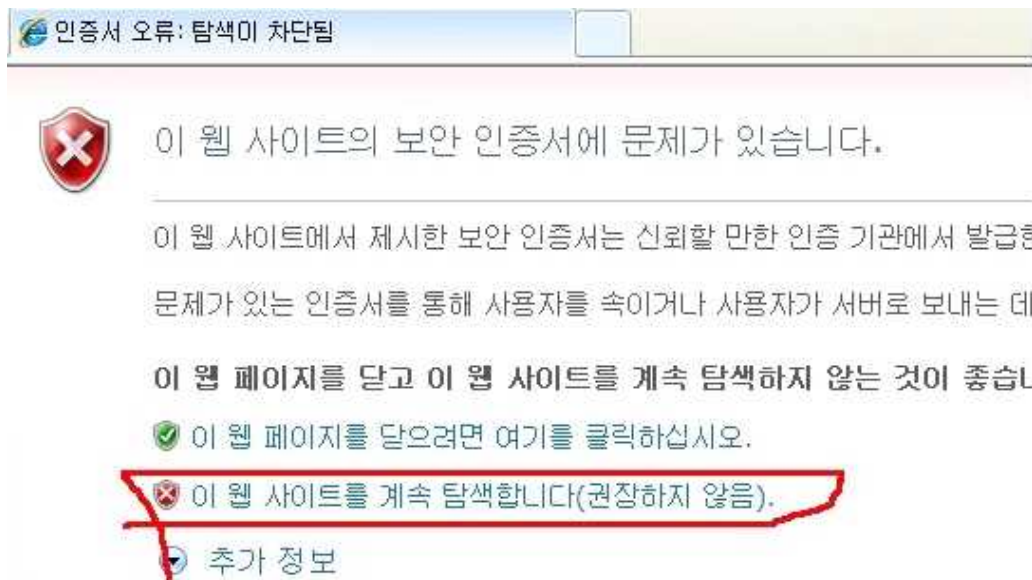 인증서 오류: 탐색이 차단됨
이 웹 사이트의 보안 인증서에 문제가 있습니다.
이 웹 사이트에서 제시한 보안 인증서는 신뢰할 만한 인증 기관에서
문제가 있는 인증서를 통해 사용자를 속이거나 사용자가 서버로 보내는
이 웹 페이지를 닫고 이 웹 사이트를 계속 탐색하지 않는 것이
이 웹 페이지를 닫으려면 여기를 클릭하십시오.
이 웹 사이트를 계속 탐색합니다(권장하지 않음).
추가 정보